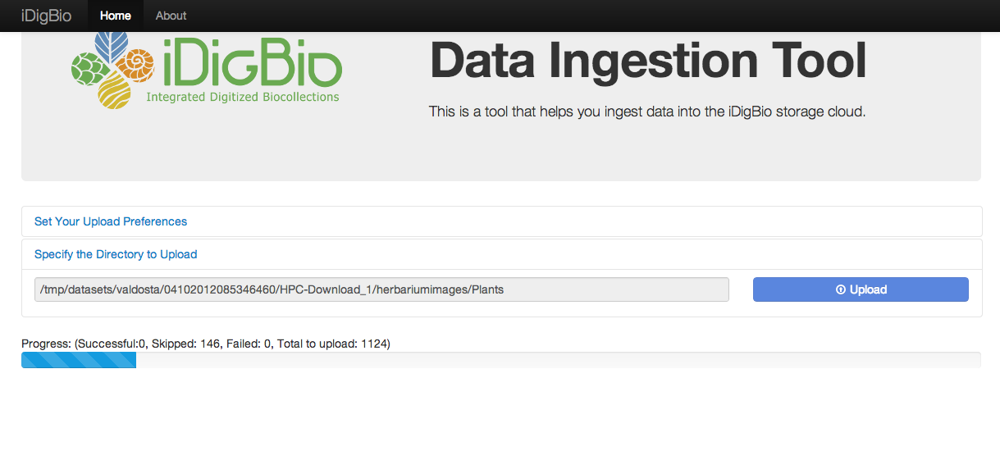 iDigBio Home About
iDigBio
Integrated Digitized Biocollections
Data Ingestion Tool
This is a tool that helps you ingest data into the iDigBio storage cloud.
Set Your Upload Preferences
Specify the Directory to Upload
/tmp/datasets/valdosta/04102012085346460/HPC-Download_1/herbariumimages/Plants
Upload
Progress: (Successful:0, Skipped: 146, Failed: 0, Total to upload: 1124)